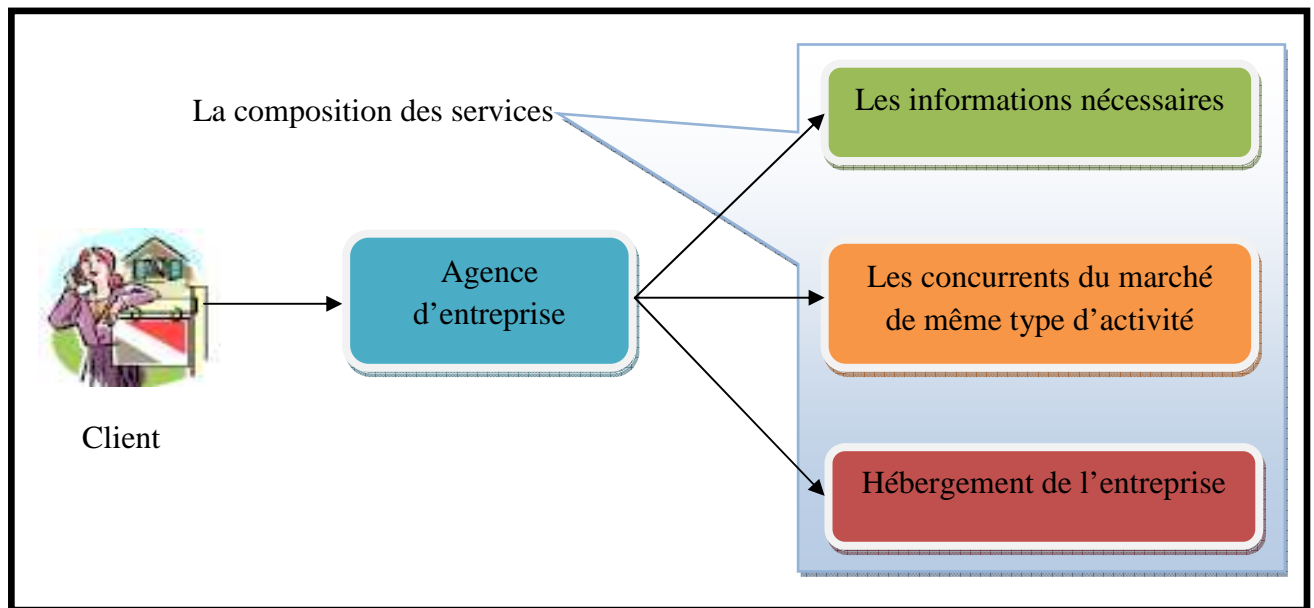 La composition des services
Les informations nécessaires
Agence
d’entreprise
Les concurrents du marché
de même type d’activité
Client
Hébergement de l’entreprise